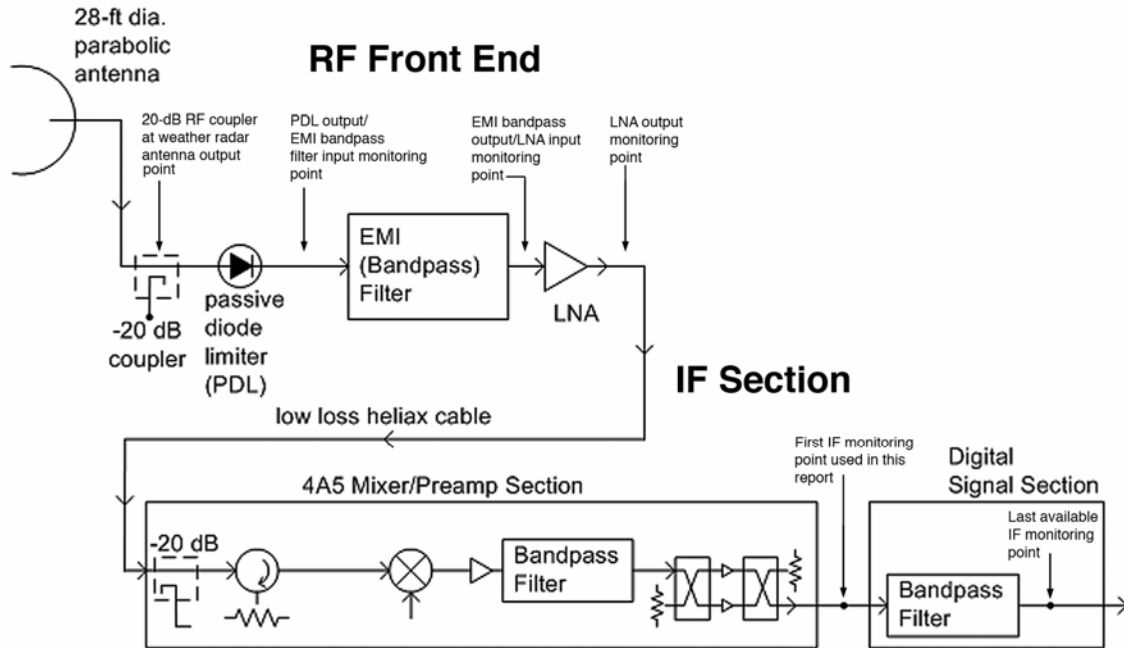 28-ft dia.
parabolic
antenna
RF Front End
20-dB RF coupler
at weather radar
antenna output
point
PDL output/
EMI bandpass
filter input monitoring
point
EMI bandpass
output/LNA input
monitoring
point
LNA output
monitoring
point
EMI
(Bandpass)
Filter
LNA
-20 dB
coupler
passive
diode
limiter
(PDL)
IF Section
low loss heliax cable
4A5 Mixer/Preamp Section
First IF monitoring
point used in this
report
Digital
Signal Section
Last available
IF monitoring
point
-20 dB
Bandpass
Filter
Bandpass
Filter